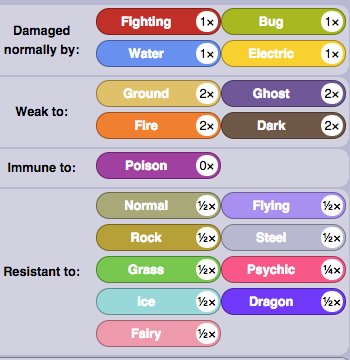 Damaged
normally by:
Fighting 1× Bug 1×
Water 1× Electric 1×
Weak to:
Ground 2× Ghost 2×
Fire 2× Dark 2×
Immune to:
Poison 0×
Resistant to:
Normal ½× Flying ½×
Rock ½× Steel ½×
Grass ½× Psychic ¼×
Ice ½× Dragon ½×
Fairy ½×